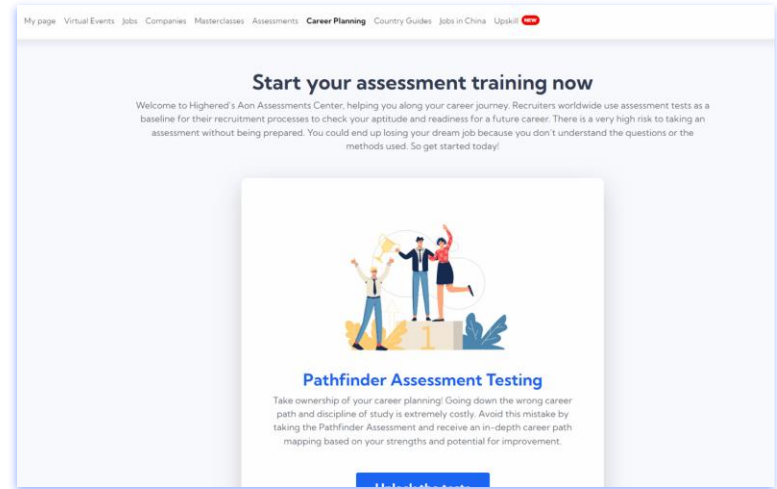 My page Virtual Events Jobs Companies Masterclasses Assessments Career Planning Country Guides Jobs in China Upskill NEW
Start your assessment training now
Welcome to Highered's Aon Assessments Center, helping you along your career journey. Recruiters worldwide use assessment tests as a
baseline for their recruitment processes to check your aptitude and readiness for a future career. There is a very high risk to taking an
assessment without being prepared. You could end up losing your dream job because you don't understand the questions or the
methods used. So get started today!
1
Pathfinder Assessment Testing
Take ownership of your career planning! Going down the wrong career
path and discipline of study is extremely costly. Avoid this mistake by
taking the Pathfinder Assessment and receive an in-depth career path
mapping based on your strengths and potential for improvement.
Unlock the tests